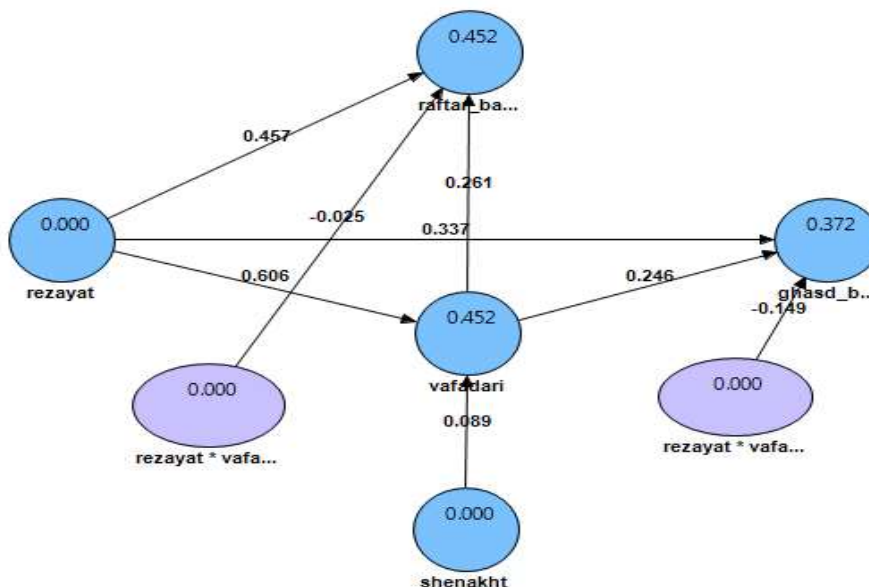 0.452
raftar_ba...
0.457
0.261
0.000
-0.025
0.337
0.372
rezayat
0.606
0.246
ghasd_b...
0.452
-0.149
0.000
vafadari
0.000
0.089
rezayat * vafa...
rezayat * vafa...
0.000
shenakht